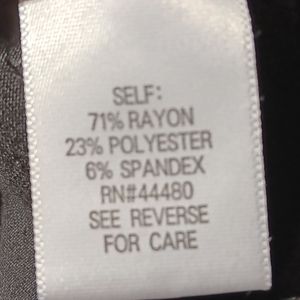 SELF:
71% RAYON
23% POLYESTER
6% SPANDEX
RN#44480
SEE REVERSE
FOR CARE